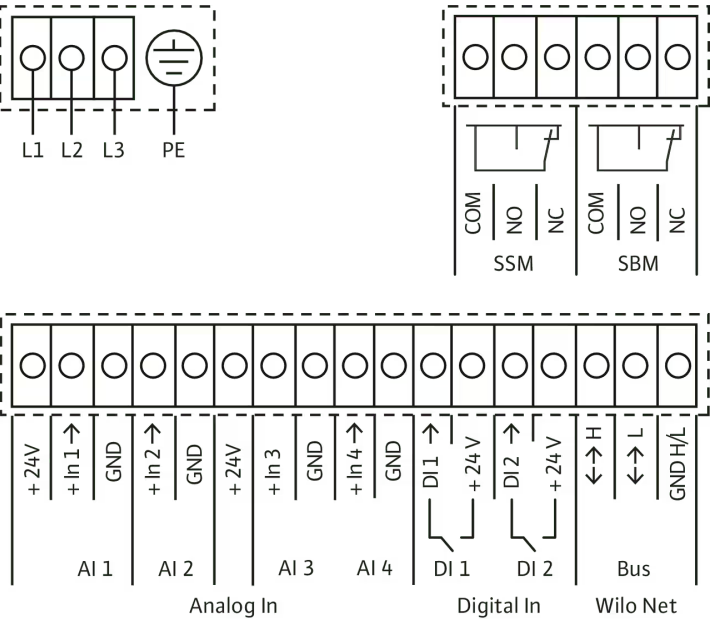 L1 L2 L3 PE
COM NO NC COM NO NC
SSM SBM
+ 24V + In 1 → GND + In 2 → GND + 24V + In 3 GND + In 4 → GND DI 1 → + 24 V DI 2 → + 24 V ↔ H ↔ L GND H/L
AI 1 AI 2 AI 3 AI 4 DI 1 DI 2 Bus
Analog In Digital In Wilo Net